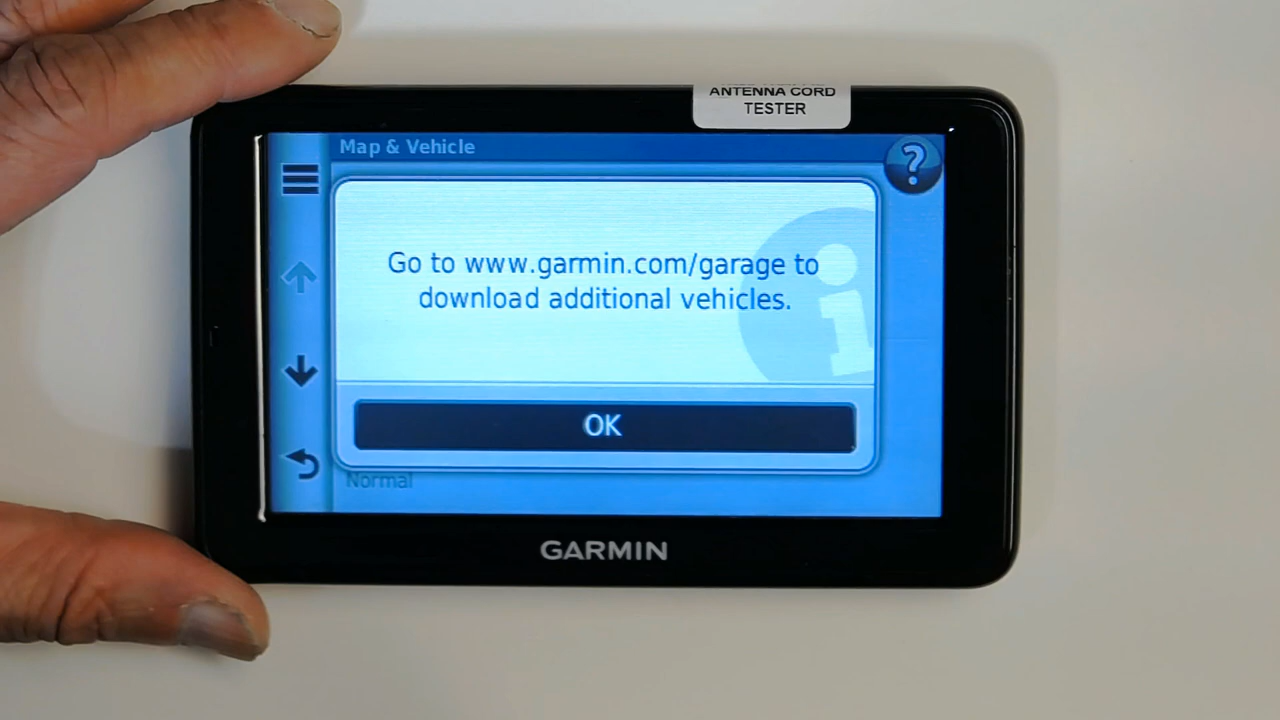 ANTENNA CORD
TESTER
Map & Vehicle
?
Go to www.garmin.com/garage to
download additional vehicles.
i
OK
Normal
GARMIN